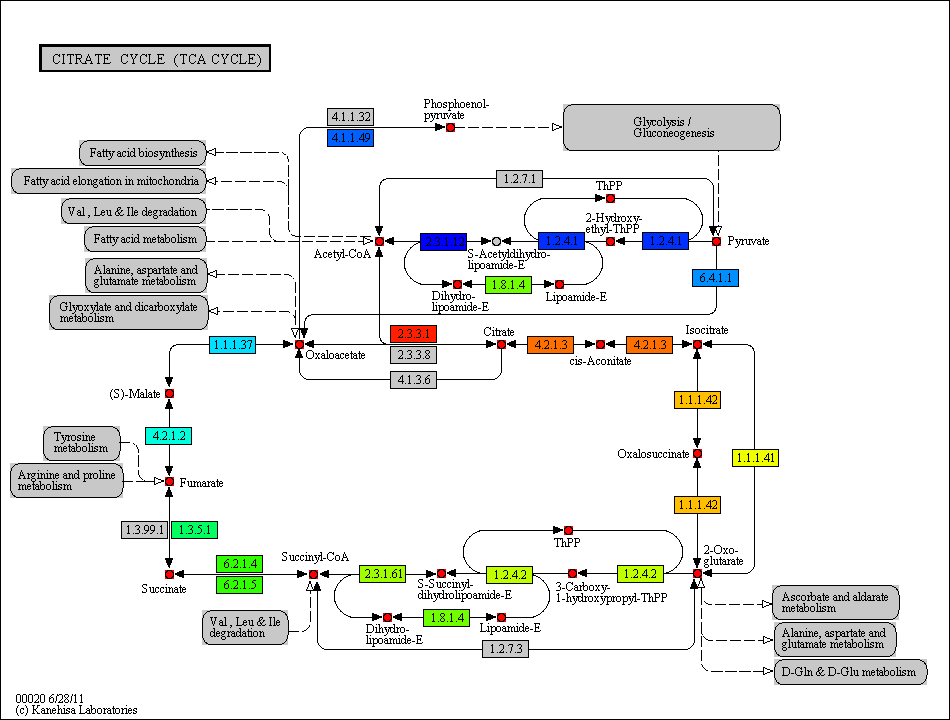 CITRATE CYCLE (TCA CYCLE)
Phosphoenol-
pyruvate
4.1.1.32
4.1.1.49
Glycolysis /
Gluconeogenesis
Fatty acid biosynthesis
Fatty acid elongation in mitochondria
Val , Leu & Ile degradation
Fatty acid metabolism
Alanine, aspartate and
glutamate metabolism
Glyoxylate and dicarboxylate
metabolism
1.2.7.1
ThPP
2-Hydroxy-
ethyl-ThPP
Acetyl-CoA
2.3.1.12
S-Acetyldihydro-
lipoamide-E
1.2.4.1
1.2.4.1
Pyruvate
Dihydro-
lipoamide-E
1.8.1.4
Lipoamide-E
6.4.1.1
1.1.1.37
Oxaloacetate
2.3.3.1
2.3.3.8
4.1.3.6
Citrate
4.2.1.3
cis-Aconitate
4.2.1.3
Isocitrate
(S)-Malate
1.1.1.42
4.2.1.2
Tyrosine
metabolism
Oxalosuccinate
1.1.1.41
Arginine and proline
metabolism
Fumarate
1.1.1.42
1.3.99.1
1.3.5.1
ThPP
Succinyl-CoA
2-Oxo-
glutarate
6.2.1.4
6.2.1.5
Succinate
2.3.1.61
S-Succinyl-
dihydrolipoamide-E
1.2.4.2
3-Carboxy-
1-hydroxypropyl-ThPP
1.2.4.2
Val , Leu & Ile
degradation
Dihydro-
lipoamide-E
1.8.1.4
Lipoamide-E
1.2.7.3
Ascorbate and aldarate
metabolism
Alanine, aspartate and
glutamate metabolism
D-Gln & D-Glu metabolism
00020 6/28/11
(c) Kanehisa Laboratories